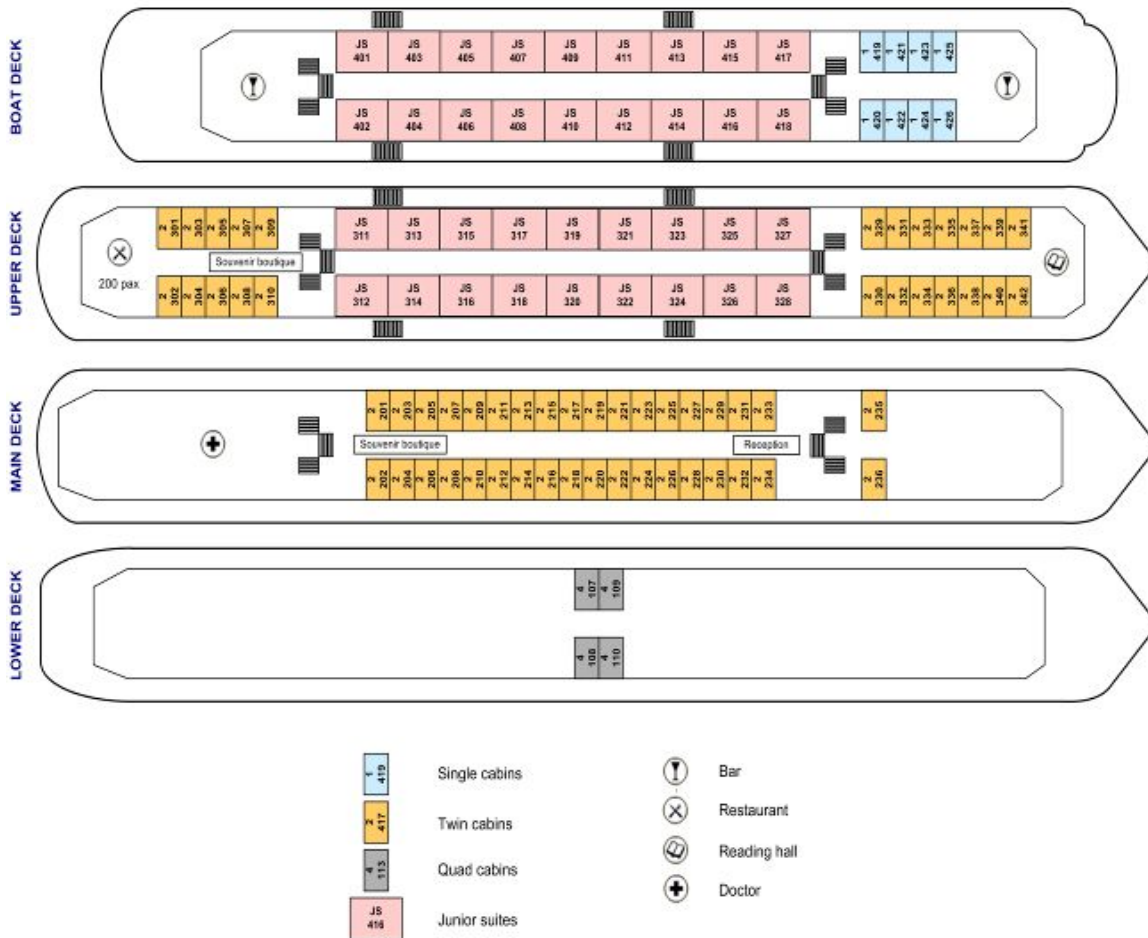 BOAT DECK
JS JS JS JS JS JS JS JS JS
401 403 405 407 409 411 413 415 417
1 419 1 421 1 423 1 425
JS JS JS JS JS JS JS JS JS
402 404 406 408 410 412 414 416 418
1 420 1 422 1 424 1 426
UPPER DECK
2 301 2 303 2 305 2 307 2 309
JS JS JS JS JS JS JS JS JS
311 313 315 317 319 321 323 325 327
2 329 2 331 2 333 2 335 2 337 2 339 2 341
Souvenir boutique
200 pax
2 302 2 304 2 306 2 308 2 310
JS JS JS JS JS JS JS JS JS
312 314 316 318 320 322 324 326 328
2 330 2 332 2 334 2 336 2 338 2 340 2 342
MAIN DECK
2 201 2 203 2 205 2 207 2 209 2 211 2 213 2 215 2 217 2 219 2 221 2 223 2 225 2 227 2 229 2 231 2 233
2 235
Souvenir boutique
Reception
2 202 2 204 2 206 2 208 2 210 2 212 2 214 2 216 2 218 2 220 2 222 2 224 2 226 2 228 2 230 2 232 2 234
2 236
LOWER DECK
4 107 4 109
4 108 4 110
1 419
Single cabins
2 417
Twin cabins
4 113
Quad cabins
JS
416
Junior suites
Bar
Restaurant
Reading hall
Doctor